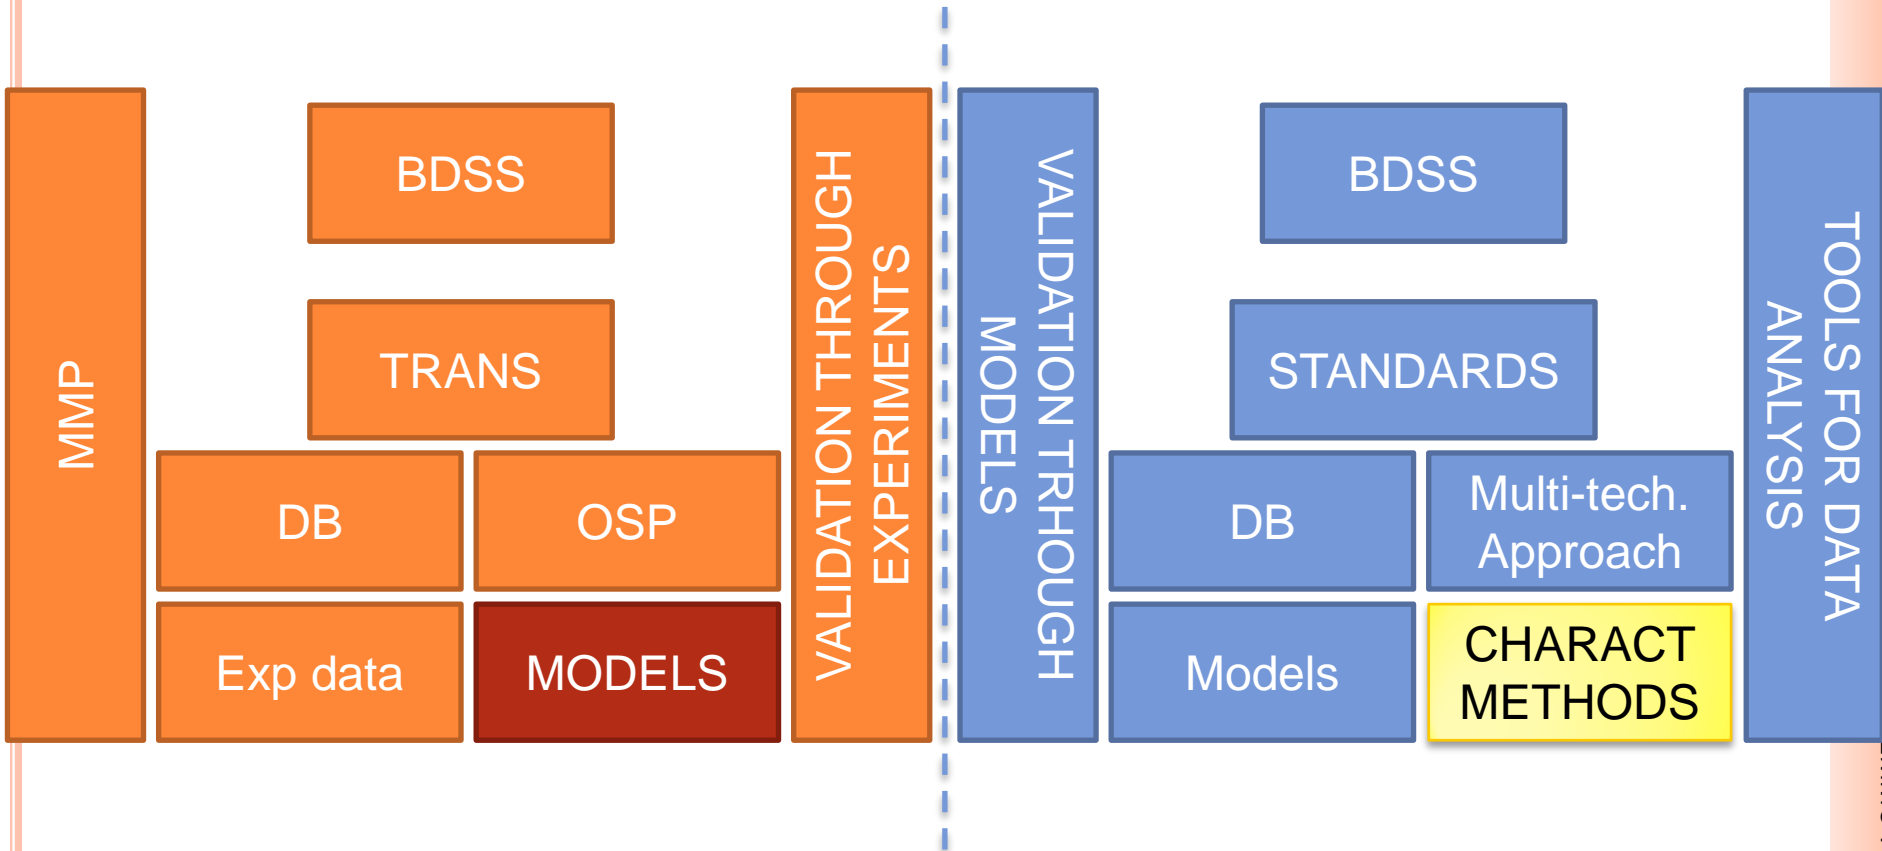 MMP
BDSS
TRANS
DB
OSP
Exp data
MODELS
VALIDATION THROUGH
EXPERIMENTS
VALIDATION TRHOUGH
MODELS
BDSS
STANDARDS
DB
Multi-tech.
Approach
Models
CHARACT
METHODS
TOOLS FOR DATA
ANALYSIS